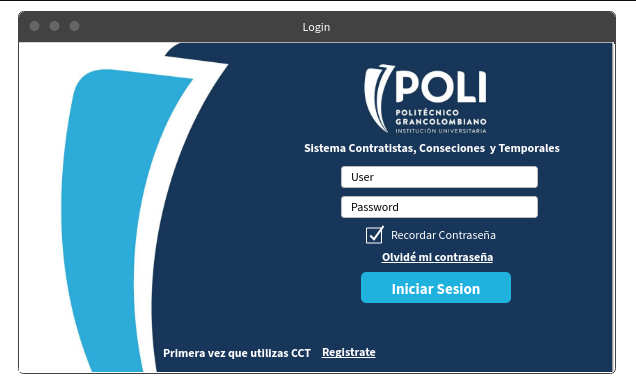 Login
POLI
POLITÉCNICO
GRANCOLOMBIANO
INSTITUCIÓN UNIVERSITARIA
Sistema Contratistas, Conseciones y Temporales
User
Password
Recordar Contraseña
Olvidé mi contraseña
Iniciar Sesion
Primera vez que utilizas CCT Registrate